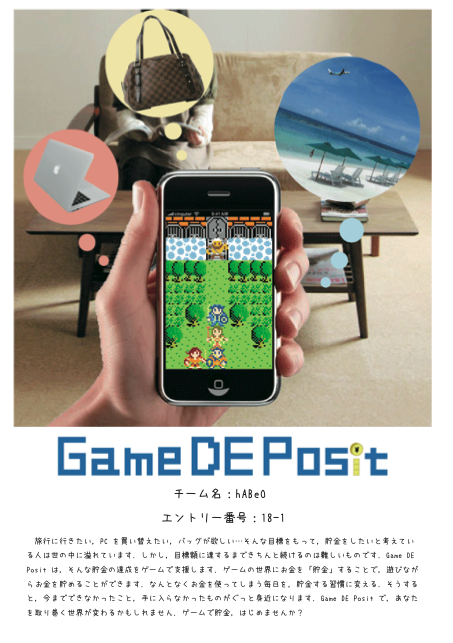 Game DE Posit
チーム名：hABeO
エントリー番号：18-1
旅行に行きたい，PC を買い替えたい，バッグが欲しい…そんな目標をもって，貯金をしたいと考えてい
る人は世の中に溢れています．しかし，目標額に達するまできちんと続けるのは難しいものです．Game DE
Posit は，そんな貯金の達点をゲームで支援します．ゲームの世界にお金を「貯金」することで，遊びなが
らお金を貯めることができます．なんとなくお金を使ってしまう毎日を，貯金する習慣に変える．そうする
と，今までできなかったこと，手に入らなかったものがぐっと身近になります．Game DE Posit で，あなた
を取り巻く世界が変わるかもしれません．ゲームで貯金，はじめませんか？